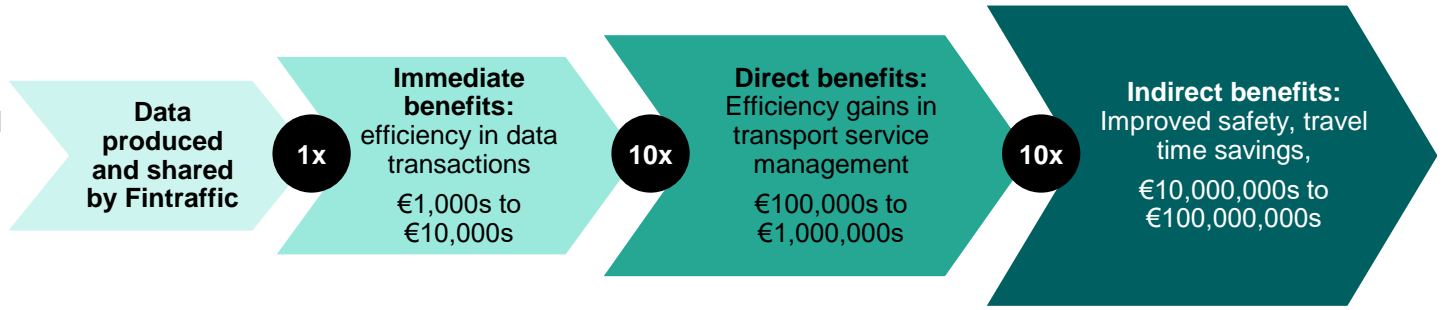 Data
produced
and shared
by Fintraffic
1x
Immediate
benefits:
efficiency in data
transactions
€1,000s to
€10,000s
10x
Direct benefits:
Efficiency gains in
transport service
management
€100,000s to
€1,000,000s
10x
Indirect benefits:
Improved safety, travel
time savings,
€10,000,000s to
€100,000,000s